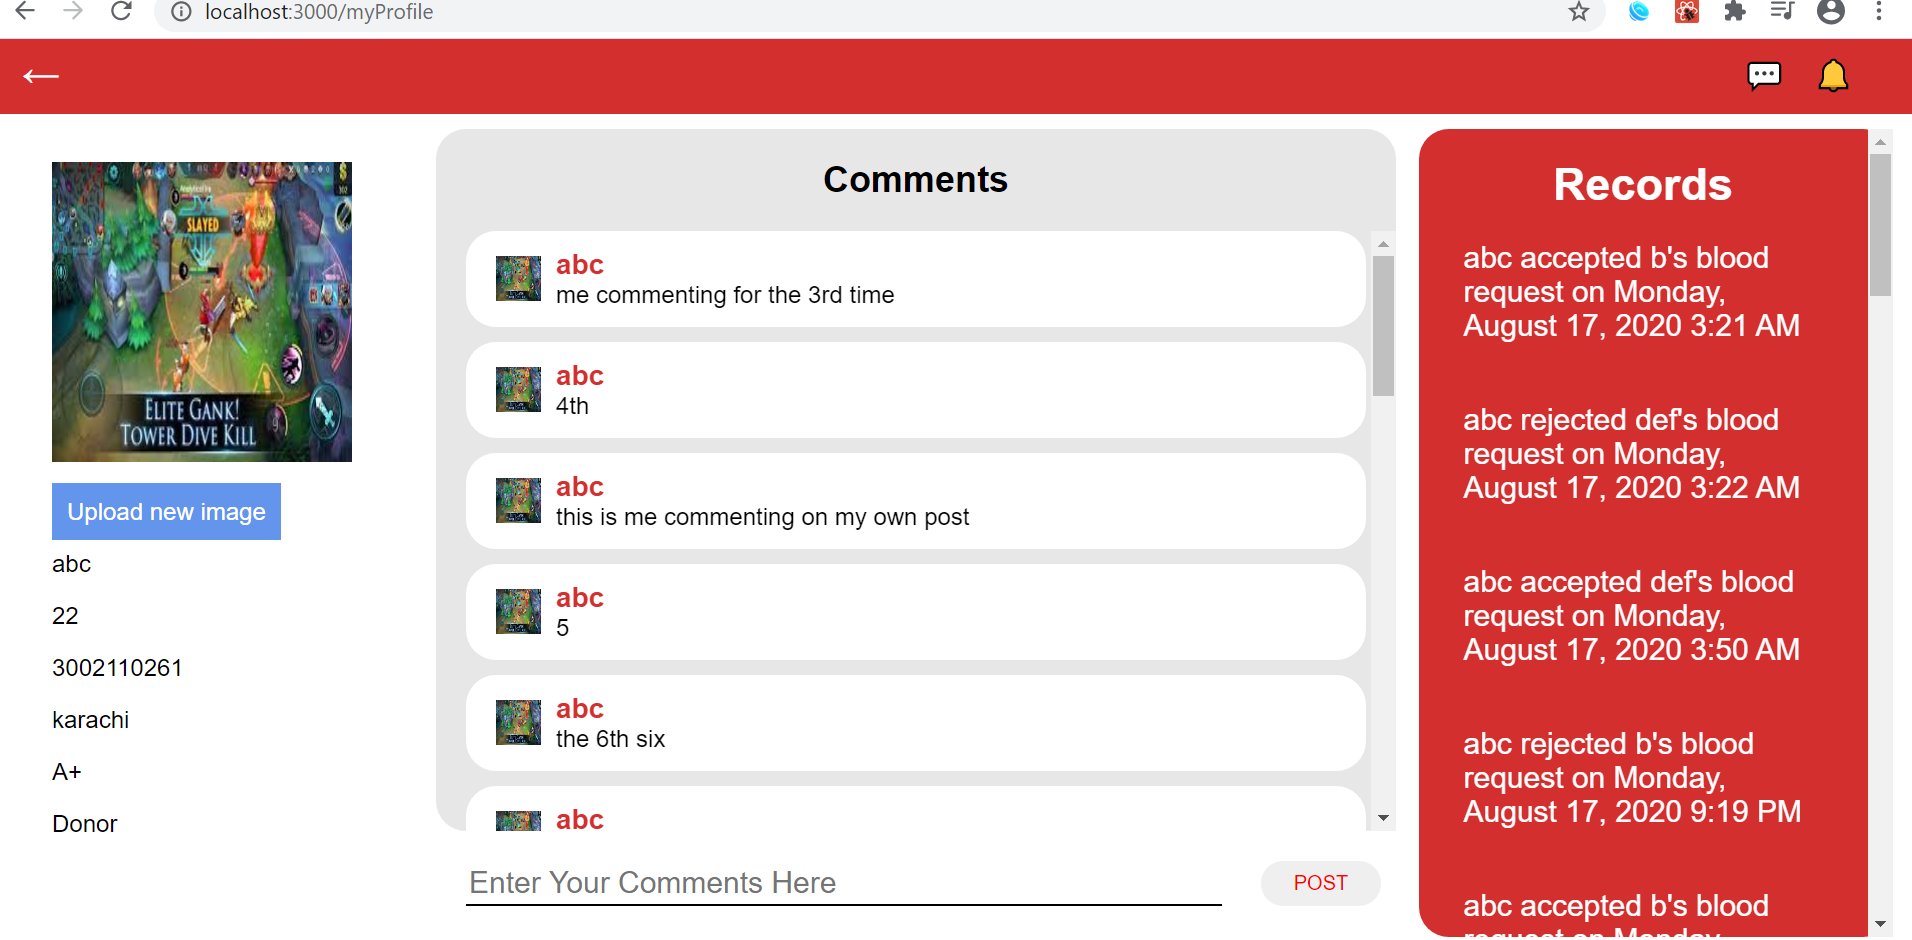 localhost:3000/myProfile
SLAYED
ELITE GANK!
TOWER DIVE KILL
Upload new image
abc
22
3002110261
karachi
A+
Donor
Comments
abc
me commenting for the 3rd time
abc
4th
abc
this is me commenting on my own post
abc
5
abc
the 6th six
abc
Enter Your Comments Here
POST
Records
abc accepted b's blood
request on Monday,
August 17, 2020 3:21 AM
abc rejected def's blood
request on Monday,
August 17, 2020 3:22 AM
abc accepted def's blood
request on Monday,
August 17, 2020 3:50 AM
abc rejected b's blood
request on Monday,
August 17, 2020 9:19 PM
abc accepted b's blood
request on Monday,